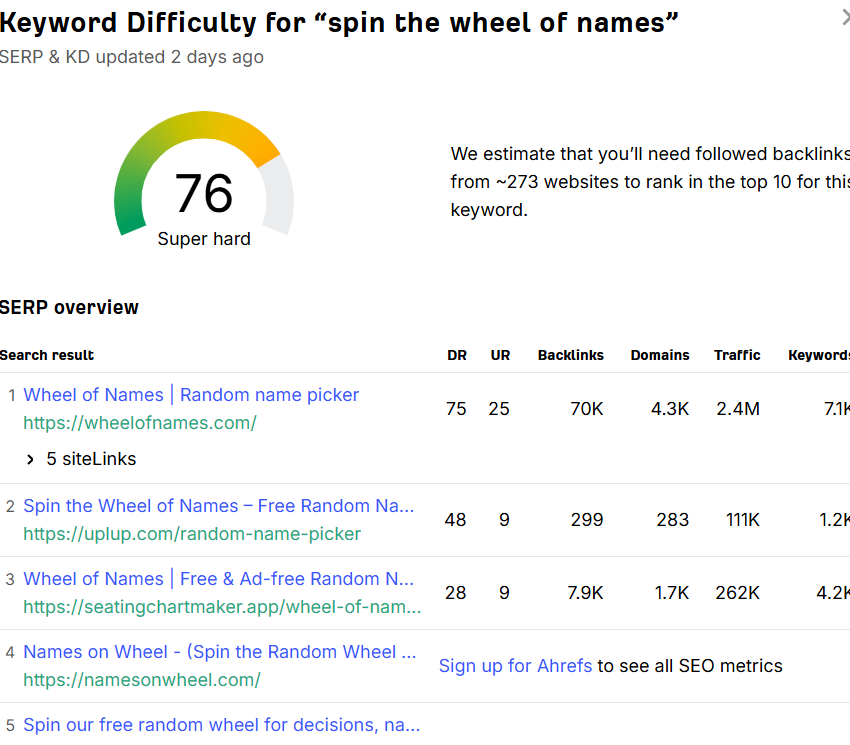 Keyword Difficulty for “spin the wheel of names”
SERP & KD updated 2 days ago
76
Super hard
We estimate that you’ll need followed backlinks
from ~273 websites to rank in the top 10 for this
keyword.
SERP overview
Search result DR UR Backlinks Domains Traffic Keywords
1 Wheel of Names | Random name picker
https://wheelofnames.com/
75 25 70K 4.3K 2.4M 7.1K
5 siteLinks
2 Spin the Wheel of Names – Free Random Na...
https://uplup.com/random-name-picker
48 9 299 283 111K 1.2K
3 Wheel of Names | Free & Ad-free Random N...
https://seatingchartmaker.app/wheel-of-nam...
28 9 7.9K 1.7K 262K 4.2K
4 Names on Wheel - (Spin the Random Wheel ...
https://namesonwheel.com/
Sign up for Ahrefs to see all SEO metrics
5 Spin our free random wheel for decisions, na...